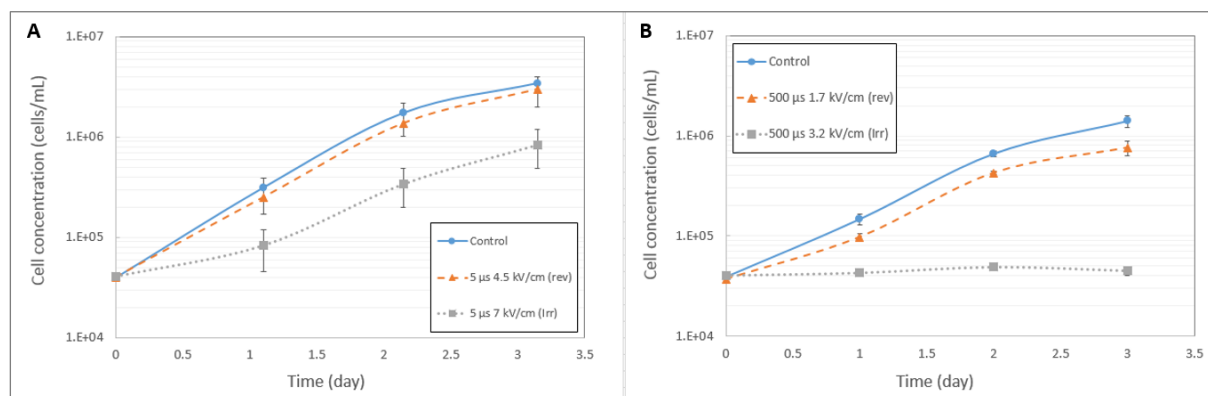 A
1.E+07
1.E+06
1.E+05
1.E+04
Cell concentration (cells/mL)
Control
5 µs 4.5 kV/cm (rev)
5 µs 7 kV/cm (Irr)
0 0.5 1 1.5 2 2.5 3 3.5
Time (day)
B
1.E+07
1.E+06
1.E+05
1.E+04
Cell concentration (cells/mL)
Control
500 µs 1.7 kV/cm (rev)
500 µs 3.2 kV/cm (Irr)
0 0.5 1 1.5 2 2.5 3 3.5
Time (day)